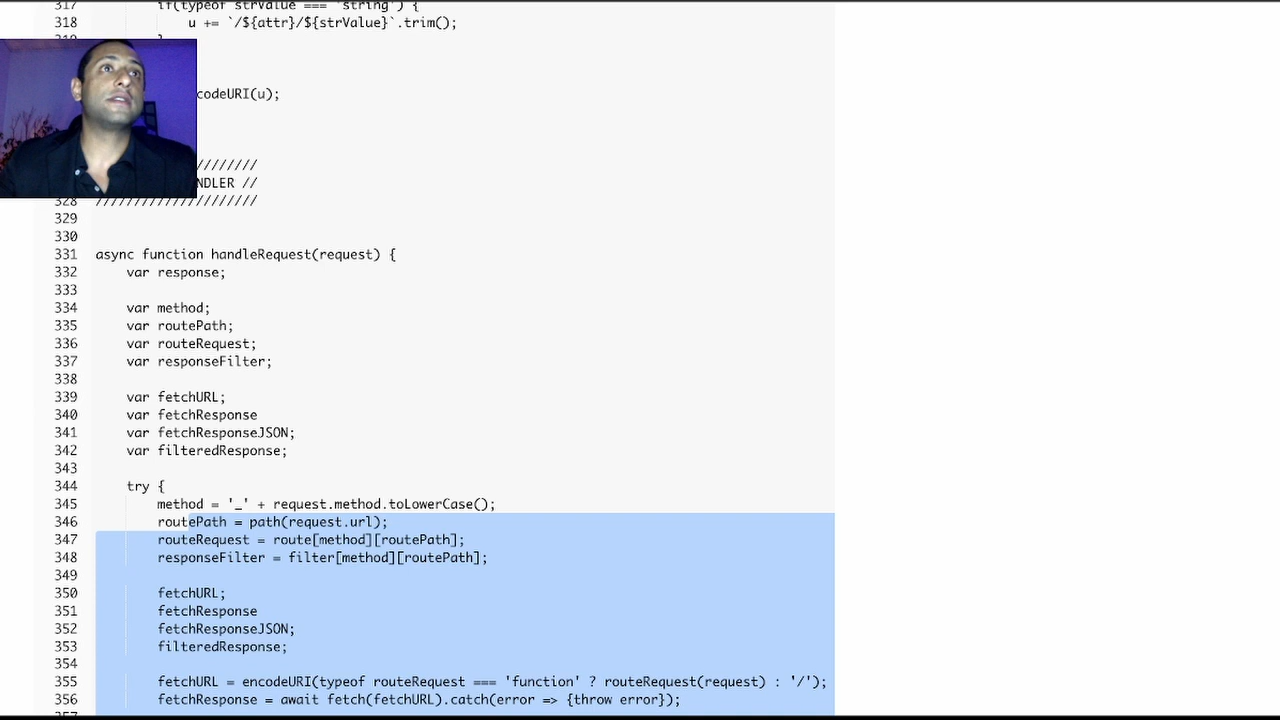 317 if(typeof strValue === 'string') {
318 u += `/${attr}/${strValue}`.trim();
319 }
codeURI(u);
/////////
NDLER //
328 /////////////////////
329
330
331 async function handleRequest(request) {
332 var response;
333
334 var method;
335 var routePath;
336 var routeRequest;
337 var responseFilter;
338
339 var fetchURL;
340 var fetchResponse
341 var fetchResponseJSON;
342 var filteredResponse;
343
344 try {
345 method = '_' + request.method.toLowerCase();
346 routePath = path(request.url);
347 routeRequest = route[method][routePath];
348 responseFilter = filter[method][routePath];
349
350 fetchURL;
351 fetchResponse
352 fetchResponseJSON;
353 filteredResponse;
354
355 fetchURL = encodeURI(typeof routeRequest === 'function' ? routeRequest(request) : '/');
356 fetchResponse = await fetch(fetchURL).catch(error => {throw error});
357